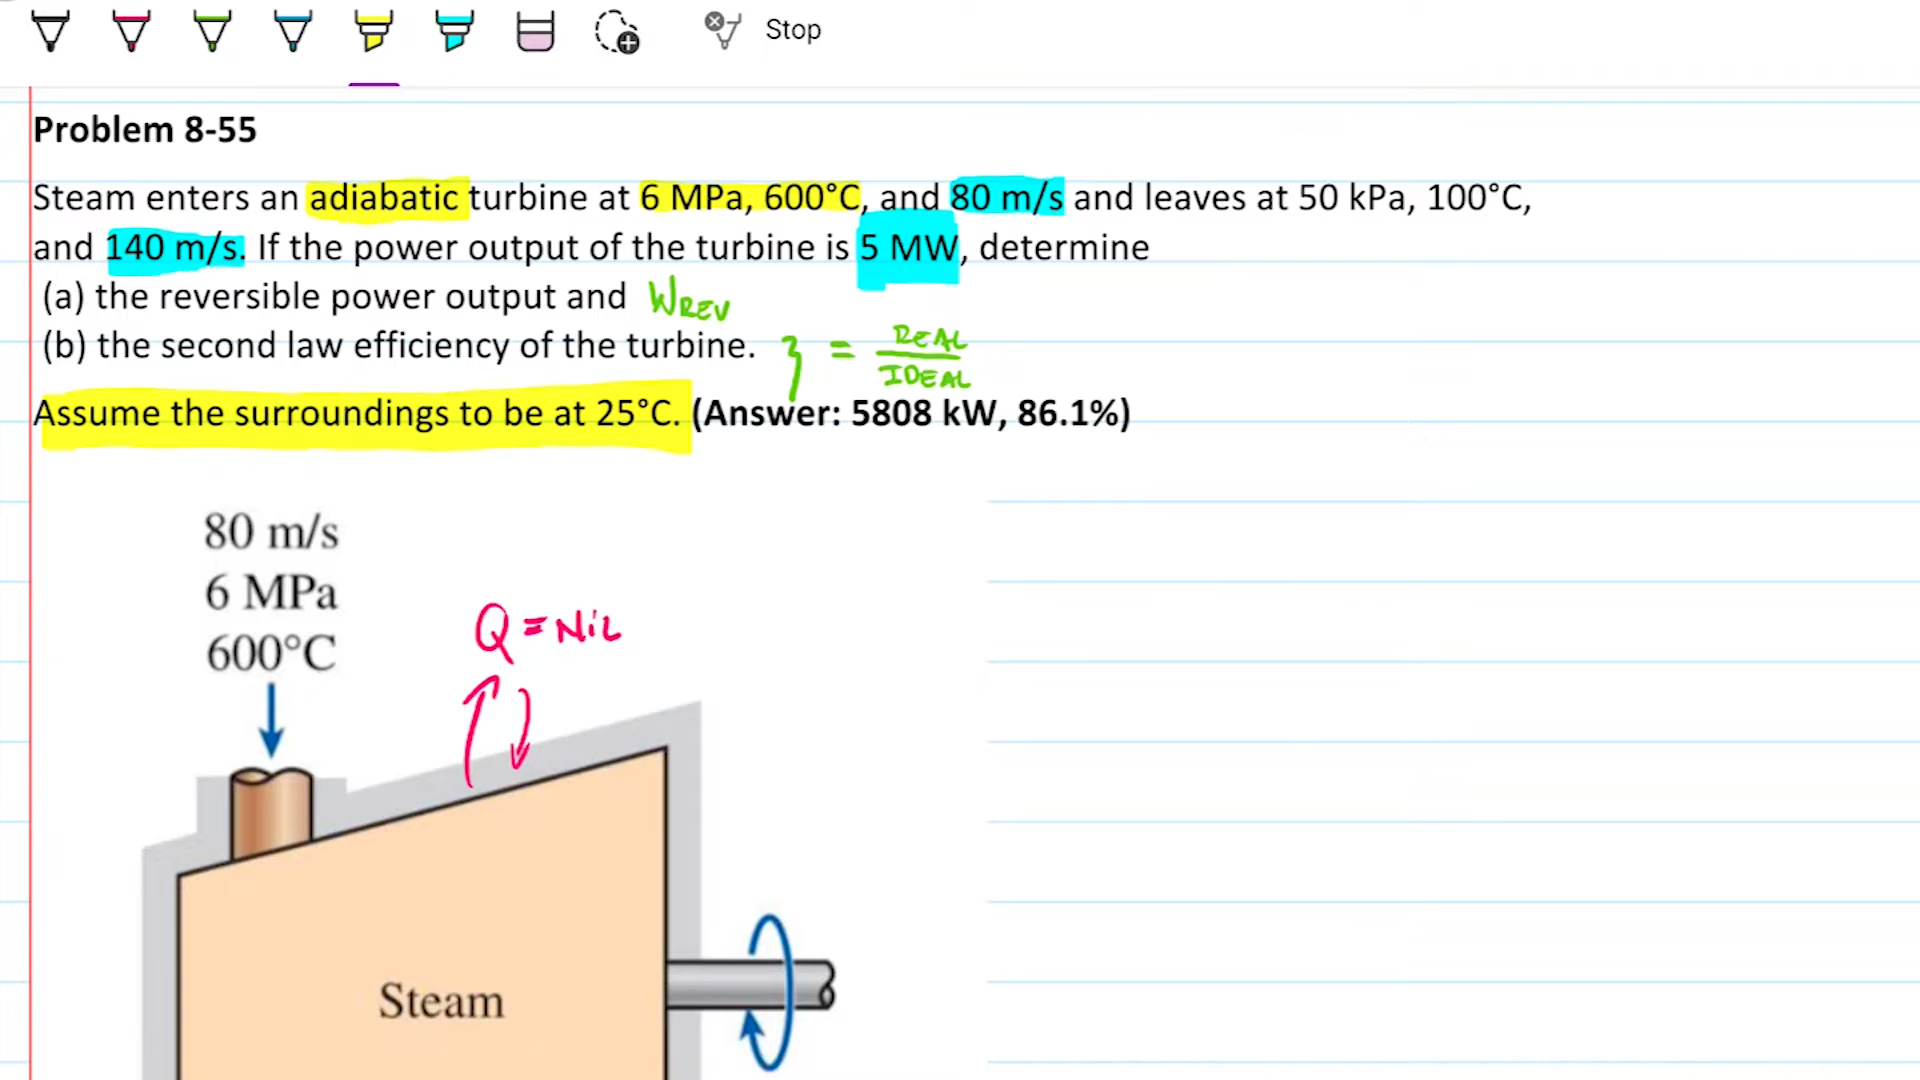 Stop
Problem 8-55
Steam enters an adiabatic turbine at 6 MPa, 600°C, and 80 m/s and leaves at 50 kPa, 100°C,
and 140 m/s. If the power output of the turbine is 5 MW, determine
(a) the reversible power output and WREV
(b) the second law efficiency of the turbine. η = REAL
IDEAL
Assume the surroundings to be at 25°C. (Answer: 5808 kW, 86.1%)
80 m/s
6 MPa
600°C
Q = NiL
Steam